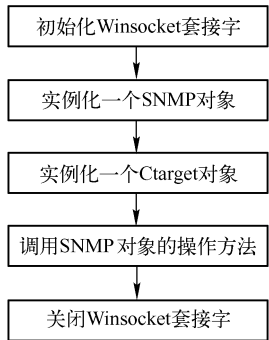 初始化Winsocket套接字
实例化一个SNMP对象
实例化一个Ctarget对象
调用SNMP对象的操作方法
关闭Winsocket套接字